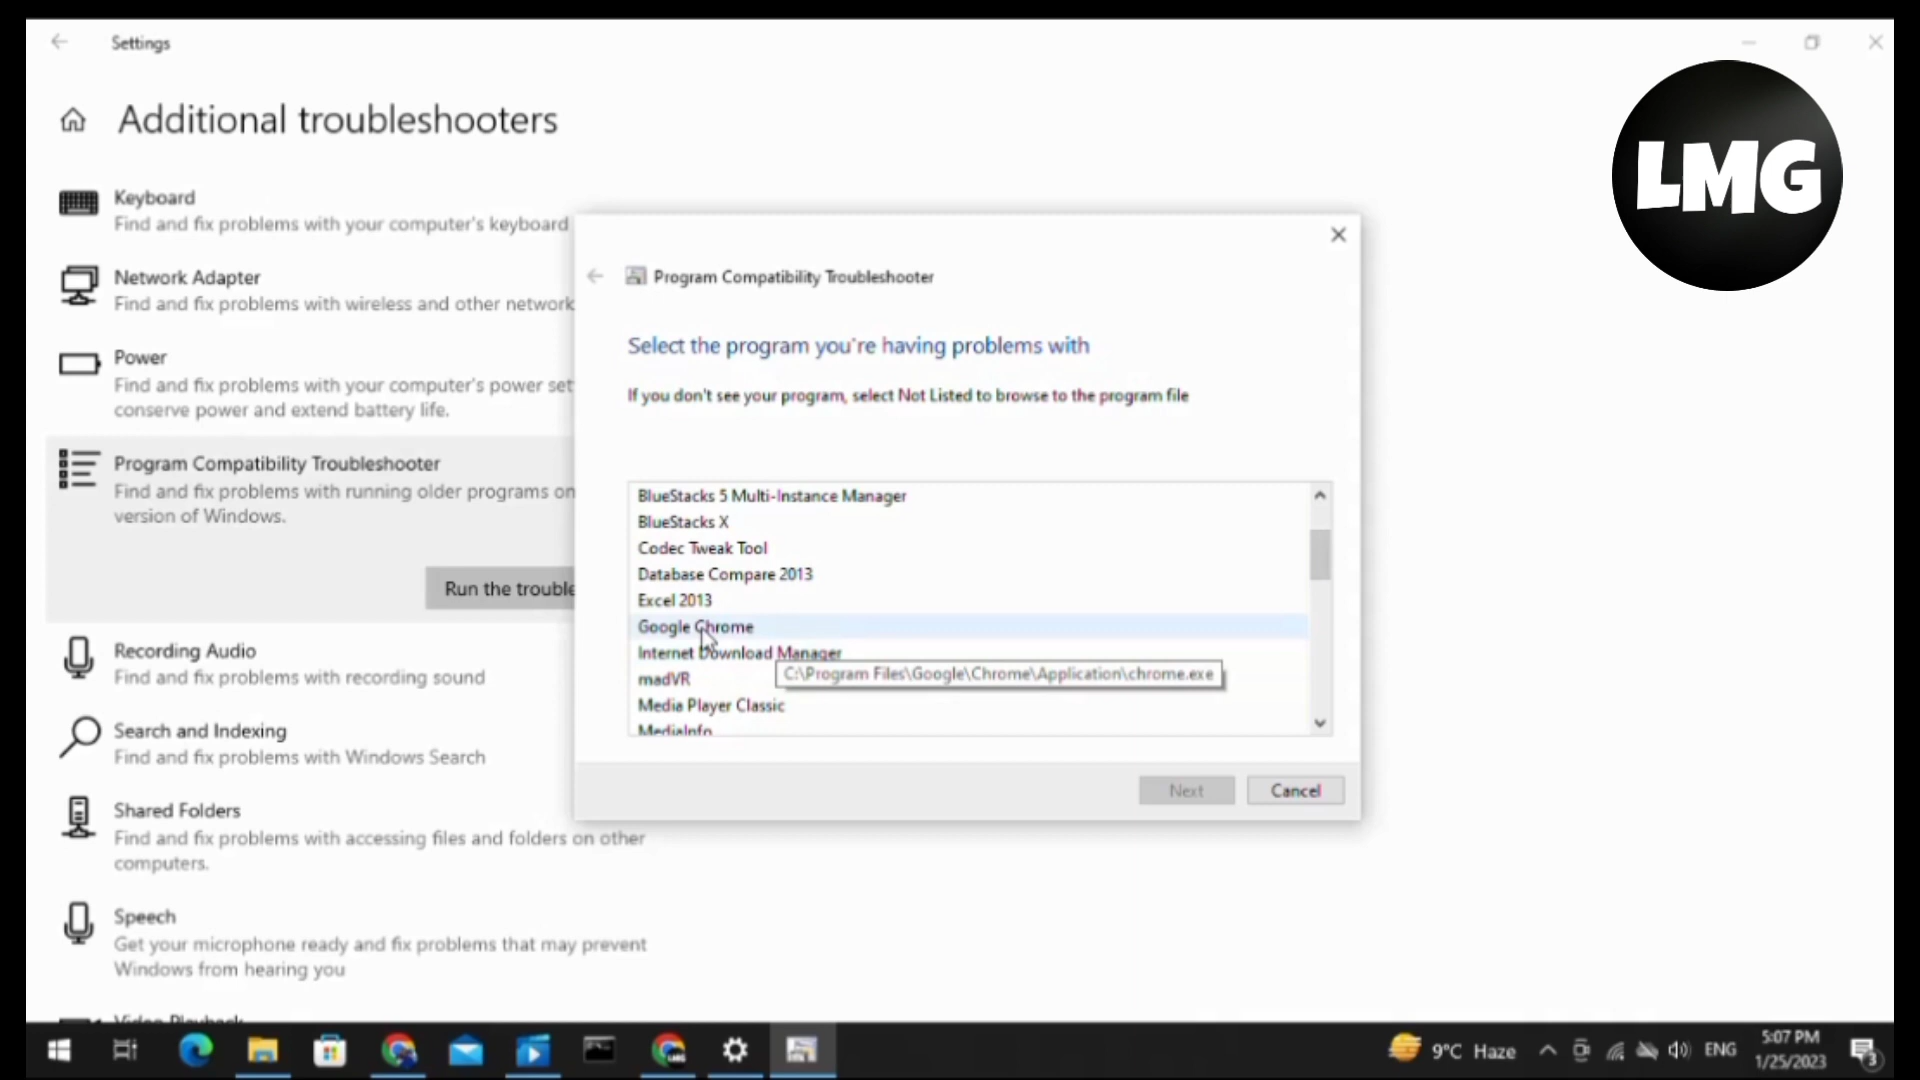 Settings
Additional troubleshooters
LMG
Keyboard
Find and fix problems with your computer's keyboard
Network Adapter
Find and fix problems with wireless and other network
Power
Find and fix problems with your computer's power set
conserve power and extend battery life.
Program Compatibility Troubleshooter
Find and fix problems with running older programs on
version of Windows.
Run the trouble
Recording Audio
Find and fix problems with recording sound
Search and Indexing
Find and fix problems with Windows Search
Shared Folders
Find and fix problems with accessing files and folders on other
computers.
Speech
Get your microphone ready and fix problems that may prevent
Windows from hearing you
Video Playback
Program Compatibility Troubleshooter
Select the program you're having problems with
If you don't see your program, select Not Listed to browse to the program file
BlueStacks 5 Multi-Instance Manager
BlueStacks X
Codec Tweak Tool
Database Compare 2013
Excel 2013
Google Chrome
Internet Download Manager
C:\Program Files\Google\Chrome\Application\chrome.exe
madVR
Media Player Classic
MediaInfo
Next
Cancel
9°C Haze
ENG
5:07 PM
1/25/2023
3